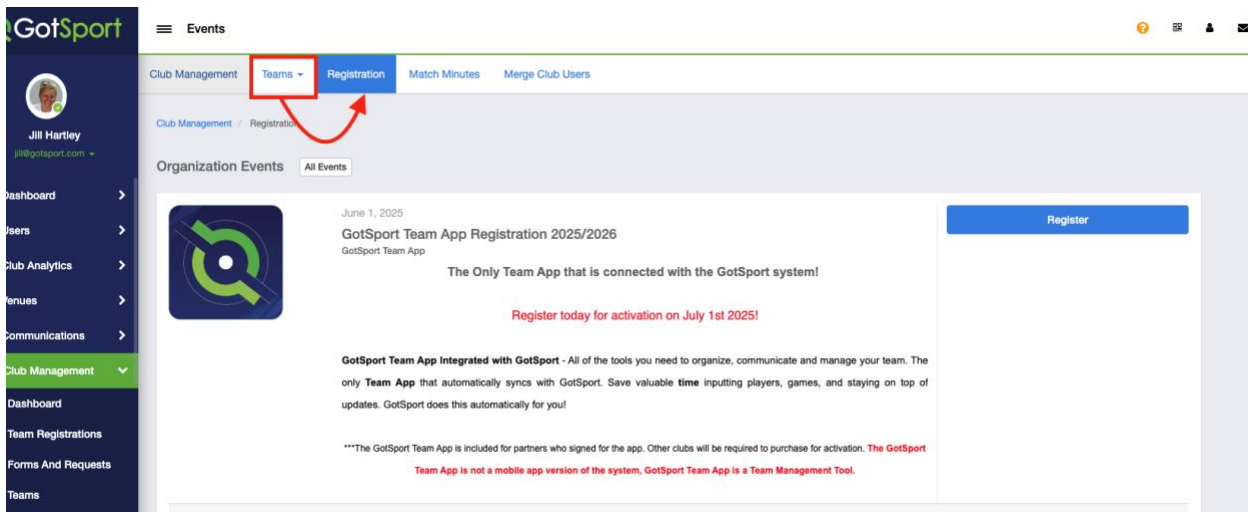 GotSport
Events
Club Management
Teams
Registration
Match Minutes
Merge Club Users
Jill Hartley
jill@gotsport.com
Dashboard
Users
Club Analytics
Venues
Communications
Club Management
Dashboard
Team Registrations
Forms And Requests
Teams
Club Management / Registration
Organization Events
All Events
June 1, 2025
GotSport Team App Registration 2025/2026
GotSport Team App
The Only Team App that is connected with the GotSport system!
Register today for activation on July 1st 2025!
GotSport Team App Integrated with GotSport - All of the tools you need to organize, communicate and manage your team. The
only Team App that automatically syncs with GotSport. Save valuable time inputting players, games, and staying on top of
updates. GotSport does this automatically for you!
***The GotSport Team App is included for partners who signed for the app. Other clubs will be required to purchase for activation. The GotSport
Team App is not a mobile app version of the system, GotSport Team App is a Team Management Tool.
Register